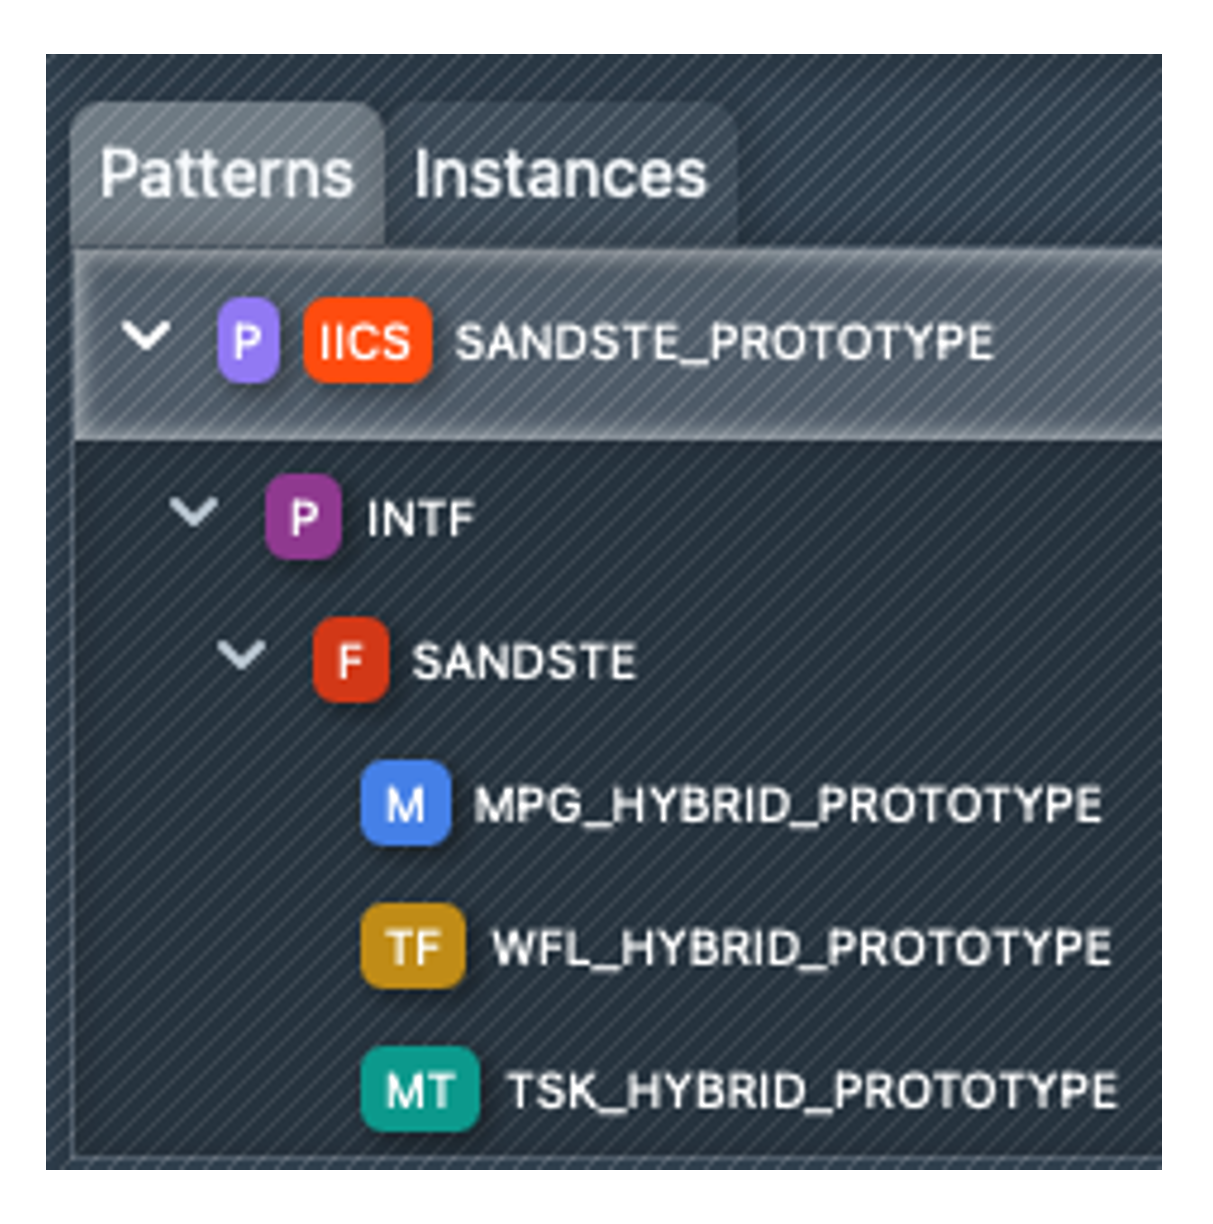 Patterns Instances
P IICS SANDSTE_PROTOTYPE
P INTF
F SANDSTE
M MPG_HYBRID_PROTOTYPE
TF WFL_HYBRID_PROTOTYPE
MT TSK_HYBRID_PROTOTYPE